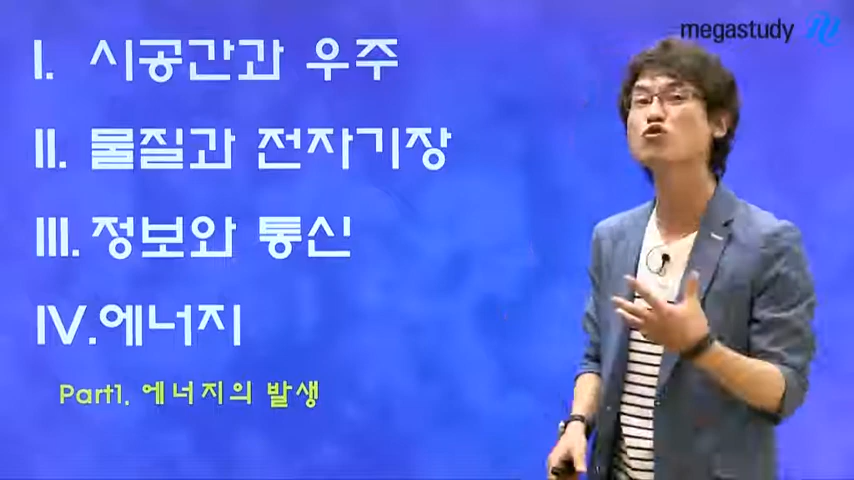 megastudy
I. 시공간과 우주
II. 물질과 전자기장
III. 정보와 통신
IV. 에너지
Part1. 에너지의 발생